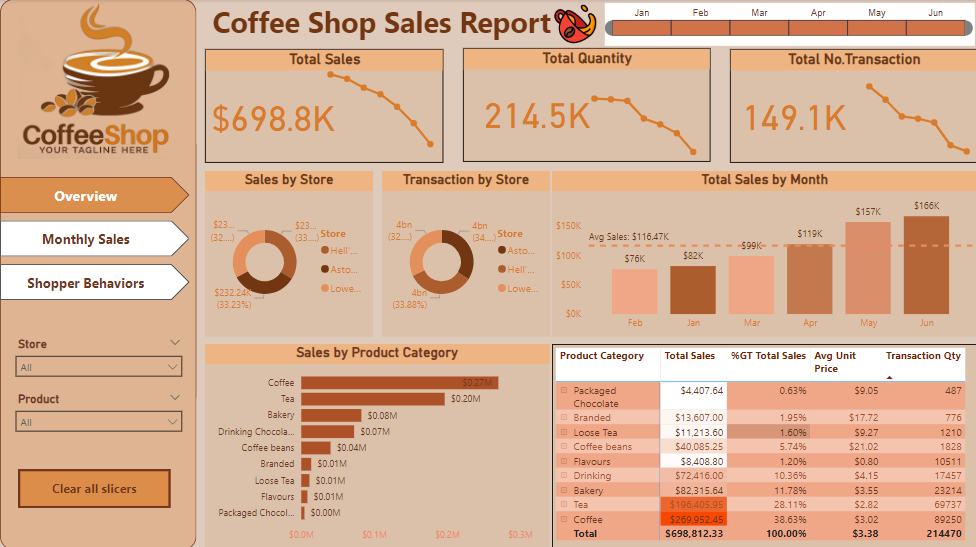 CoffeeShop
YOUR TAGLINE HERE
Overview
Monthly Sales
Shopper Behaviors
Store
All
Product
All
Clear all slicers
Coffee Shop Sales Report
Jan Feb Mar Apr May Jun
Total Sales
$698.8K
Total Quantity
214.5K
Total No.Transaction
149.1K
Sales by Store
$23...
(32....)
$23...
(33....)
$232.24K
(33.23%)
Store
Hell'...
Asto...
Lowe...
Transaction by Store
4bn
(32....)
4bn
(34....)
4bn
(33.88%)
Store
Asto...
Hell'...
Lowe...
Total Sales by Month
$150K
$100K
$50K
$0K
Avg Sales: $116.47K
$76K $82K $99K $119K $157K $166K
Feb Jan Mar Apr May Jun
Sales by Product Category
Coffee $0.27M
Tea $0.20M
Bakery $0.08M
Drinking Chocola... $0.07M
Coffee beans $0.04M
Branded $0.01M
Loose Tea $0.01M
Flavours $0.01M
Packaged Chocol... $0.00M
$0.0M $0.1M $0.2M $0.3M
Product Category Total Sales %GT Total Sales Avg Unit Price Transaction Qty
Packaged Chocolate $4,407.64 0.63% $9.05 487
Branded $13,607.00 1.95% $17.72 776
Loose Tea $11,213.60 1.60% $9.27 1210
Coffee beans $40,085.25 5.74% $21.02 1828
Flavours $8,408.80 1.20% $0.80 10511
Drinking $72,416.00 10.36% $4.15 17457
Bakery $82,315.64 11.78% $3.55 23214
Tea $196,405.95 28.11% $2.82 69737
Coffee $269,952.45 38.63% $3.02 89250
Total $698,812.33 100.00% $3.38 214470